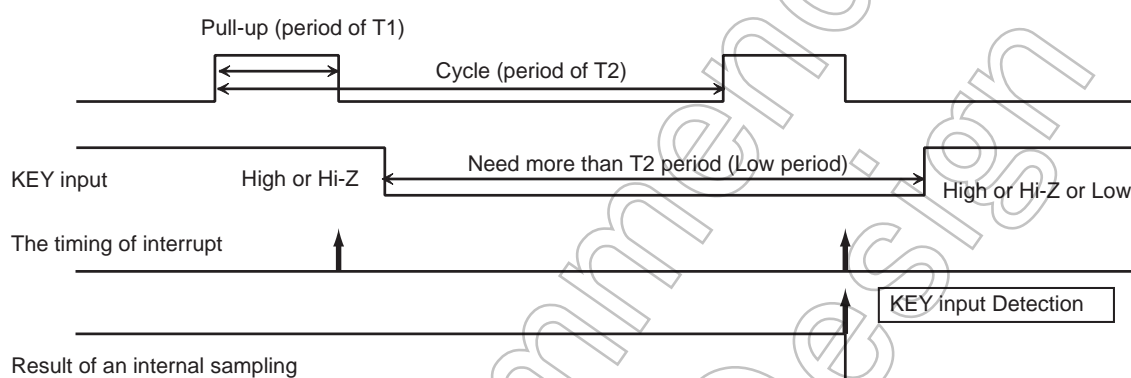 Pull-up (period of T1)
Cycle (period of T2)
Need more than T2 period (Low period)
KEY input
High or Hi-Z
High or Hi-Z or Low
The timing of interrupt
KEY input Detection
Result of an internal sampling